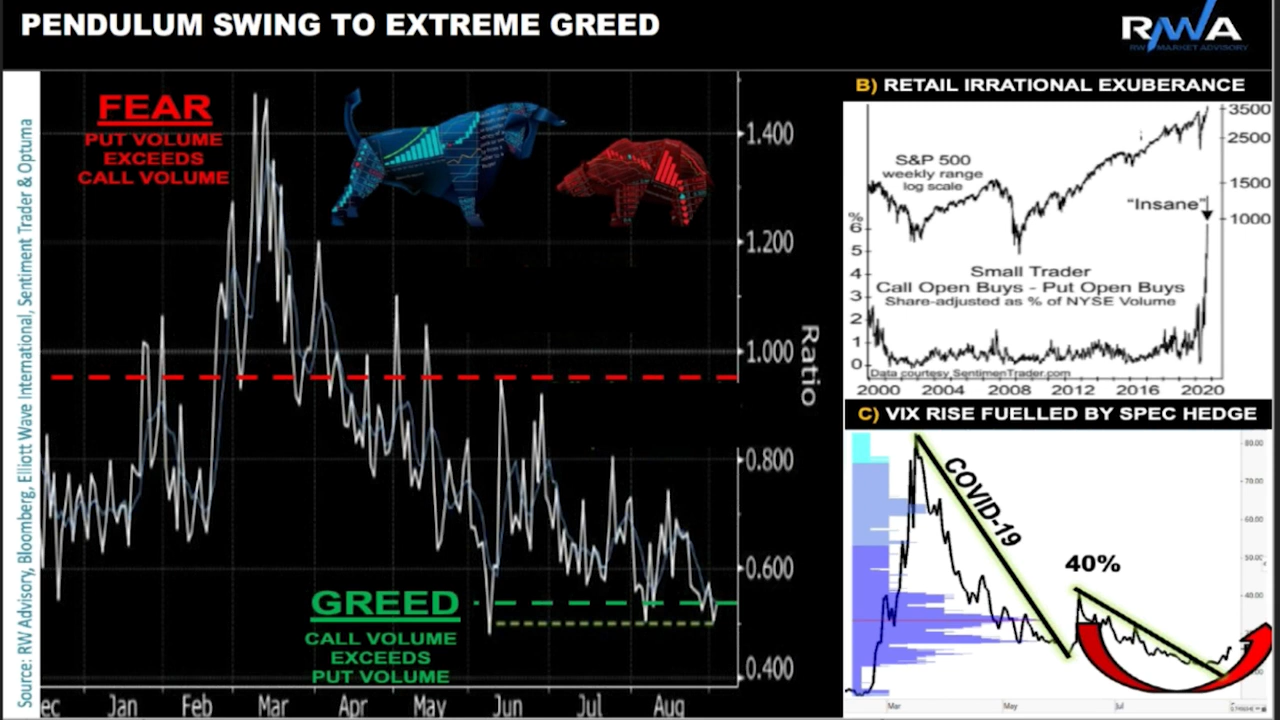 PENDULUM SWING TO EXTREME GREED
RWA
RW MARKET ADVISORY
Source: RW Advisory, Bloomberg, Elliott Wave International, Sentiment Trader & Optuma
FEAR
PUT VOLUME
EXCEEDS
CALL VOLUME
1.400
1.200
1.000
0.800
0.600
0.400
Ratio
GREED
CALL VOLUME
EXCEEDS
PUT VOLUME
ec Jan Feb Mar Apr May Jun Jul Aug
B) RETAIL IRRATIONAL EXUBERANCE
3500
2500
1500
1000
S&P 500
weekly range
log scale
"Insane"
%
6
5
4
3
2
1
0
Small Trader
Call Open Buys - Put Open Buys
Share-adjusted as % of NYSE Volume
Data courtesy SentimenTrader.com
2000 2004 2008 2012 2016 2020
C) VIX RISE FUELLED BY SPEC HEDGE
COVID-19
40%
80.00
70.00
60.00
50.00
40.00
Mar May Jul